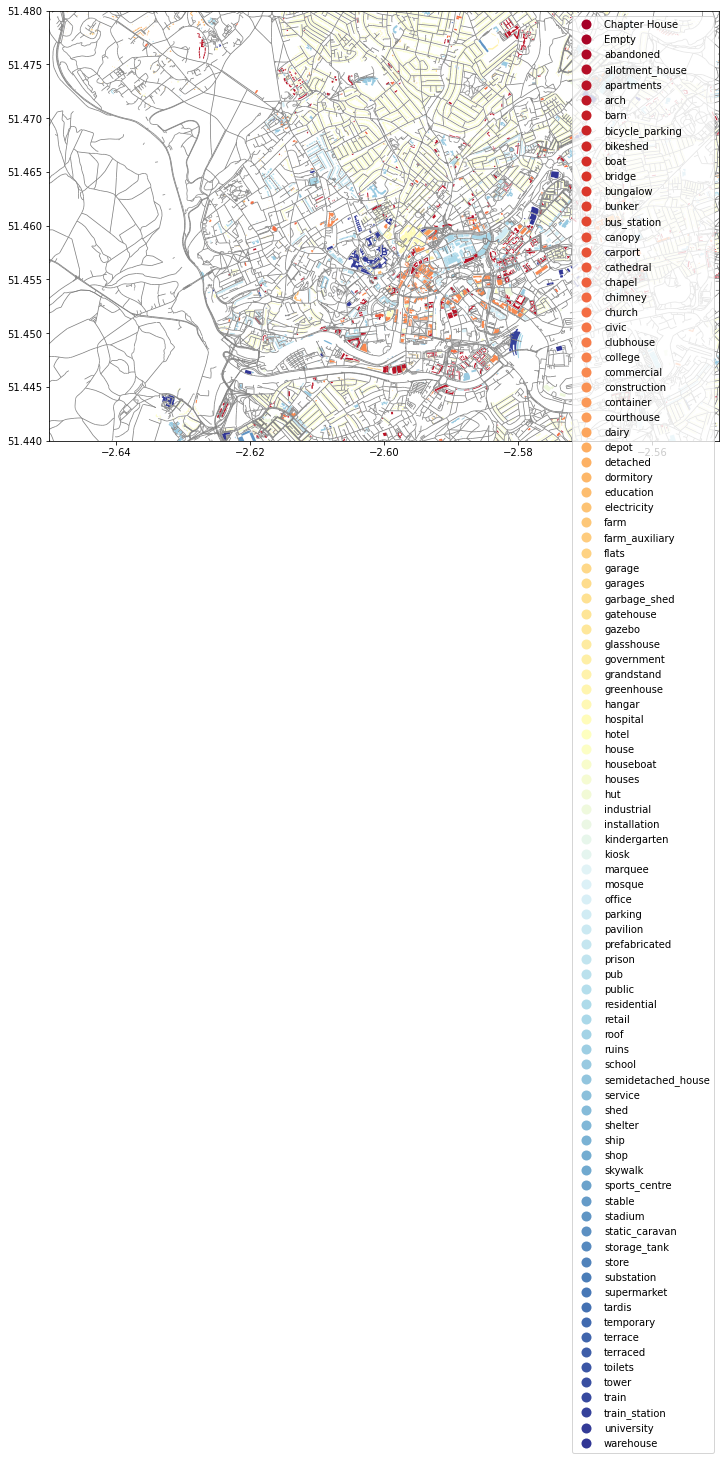 51.480
51.475
51.470
51.465
51.460
51.455
51.450
51.445
51.440
−2.64
−2.62
−2.60
−2.58
−2.56
Chapter House
Empty
abandoned
allotment_house
apartments
arch
barn
bicycle_parking
bikeshed
boat
bridge
bungalow
bunker
bus_station
canopy
carport
cathedral
chapel
chimney
church
civic
clubhouse
college
commercial
construction
container
courthouse
dairy
depot
detached
dormitory
education
electricity
farm
farm_auxiliary
flats
garage
garages
garbage_shed
gatehouse
gazebo
glasshouse
government
grandstand
greenhouse
hangar
hospital
hotel
house
houseboat
houses
hut
industrial
installation
kindergarten
kiosk
marquee
mosque
office
parking
pavilion
prefabricated
prison
pub
public
residential
retail
roof
ruins
school
semidetached_house
service
shed
shelter
ship
shop
skywalk
sports_centre
stable
stadium
static_caravan
storage_tank
store
substation
supermarket
tardis
temporary
terrace
terraced
toilets
tower
train
train_station
university
warehouse